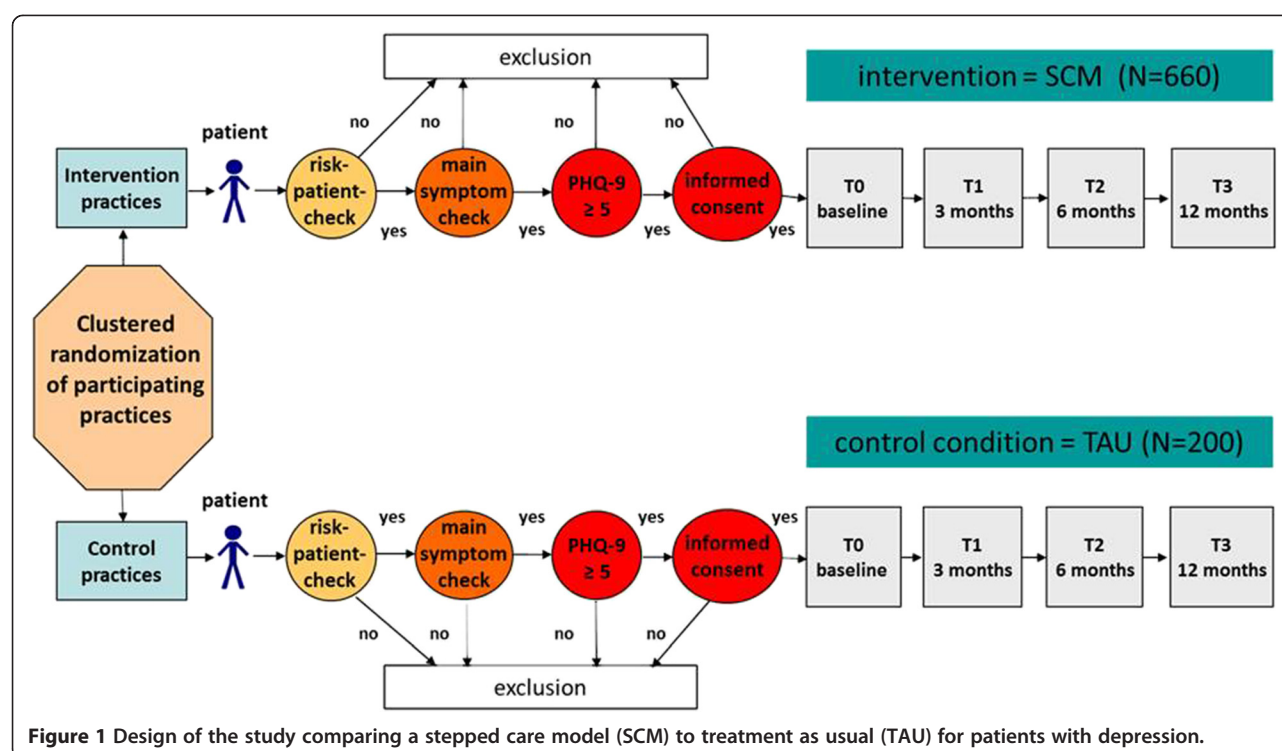 exclusion
intervention = SCM (N=660)
no
no
no
no
patient
Intervention
practices
risk-
patient-
check
main
symptom
check
PHQ-9
≥ 5
informed
consent
T0
baseline
T1
3 months
T2
6 months
T3
12 months
yes
yes
yes
yes
Clustered
randomization
of participating
practices
control condition = TAU (N=200)
patient
yes
yes
yes
yes
Control
practices
risk-
patient-
check
main
symptom
check
PHQ-9
≥ 5
informed
consent
T0
baseline
T1
3 months
T2
6 months
T3
12 months
no
no
no
no
exclusion
Figure 1 Design of the study comparing a stepped care model (SCM) to treatment as usual (TAU) for patients with depression.